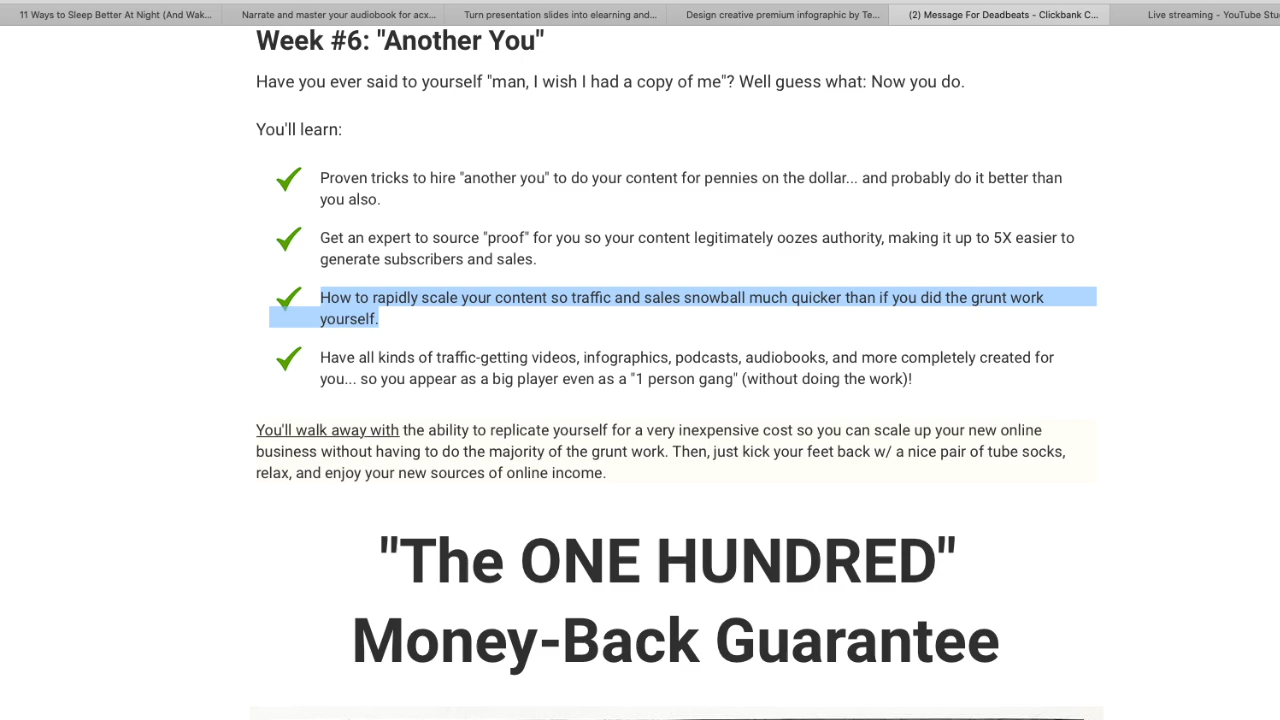 11 Ways to Sleep Better At Night (And Wak...
Narrate and master your audiobook for acx...
Turn presentation slides into elearning and...
Design creative premium infographic by Te...
(2) Message For Deadbeats - Clickbank C...
Live streaming - YouTube Stu
Week #6: "Another You"
Have you ever said to yourself "man, I wish I had a copy of me"? Well guess what: Now you do.
You'll learn:
Proven tricks to hire "another you" to do your content for pennies on the dollar... and probably do it better than
you also.
Get an expert to source "proof" for you so your content legitimately oozes authority, making it up to 5X easier to
generate subscribers and sales.
How to rapidly scale your content so traffic and sales snowball much quicker than if you did the grunt work
yourself.
Have all kinds of traffic-getting videos, infographics, podcasts, audiobooks, and more completely created for
you... so you appear as a big player even as a "1 person gang" (without doing the work)!
You'll walk away with the ability to replicate yourself for a very inexpensive cost so you can scale up your new online
business without having to do the majority of the grunt work. Then, just kick your feet back w/ a nice pair of tube socks,
relax, and enjoy your new sources of online income.
"The ONE HUNDRED"
Money-Back Guarantee